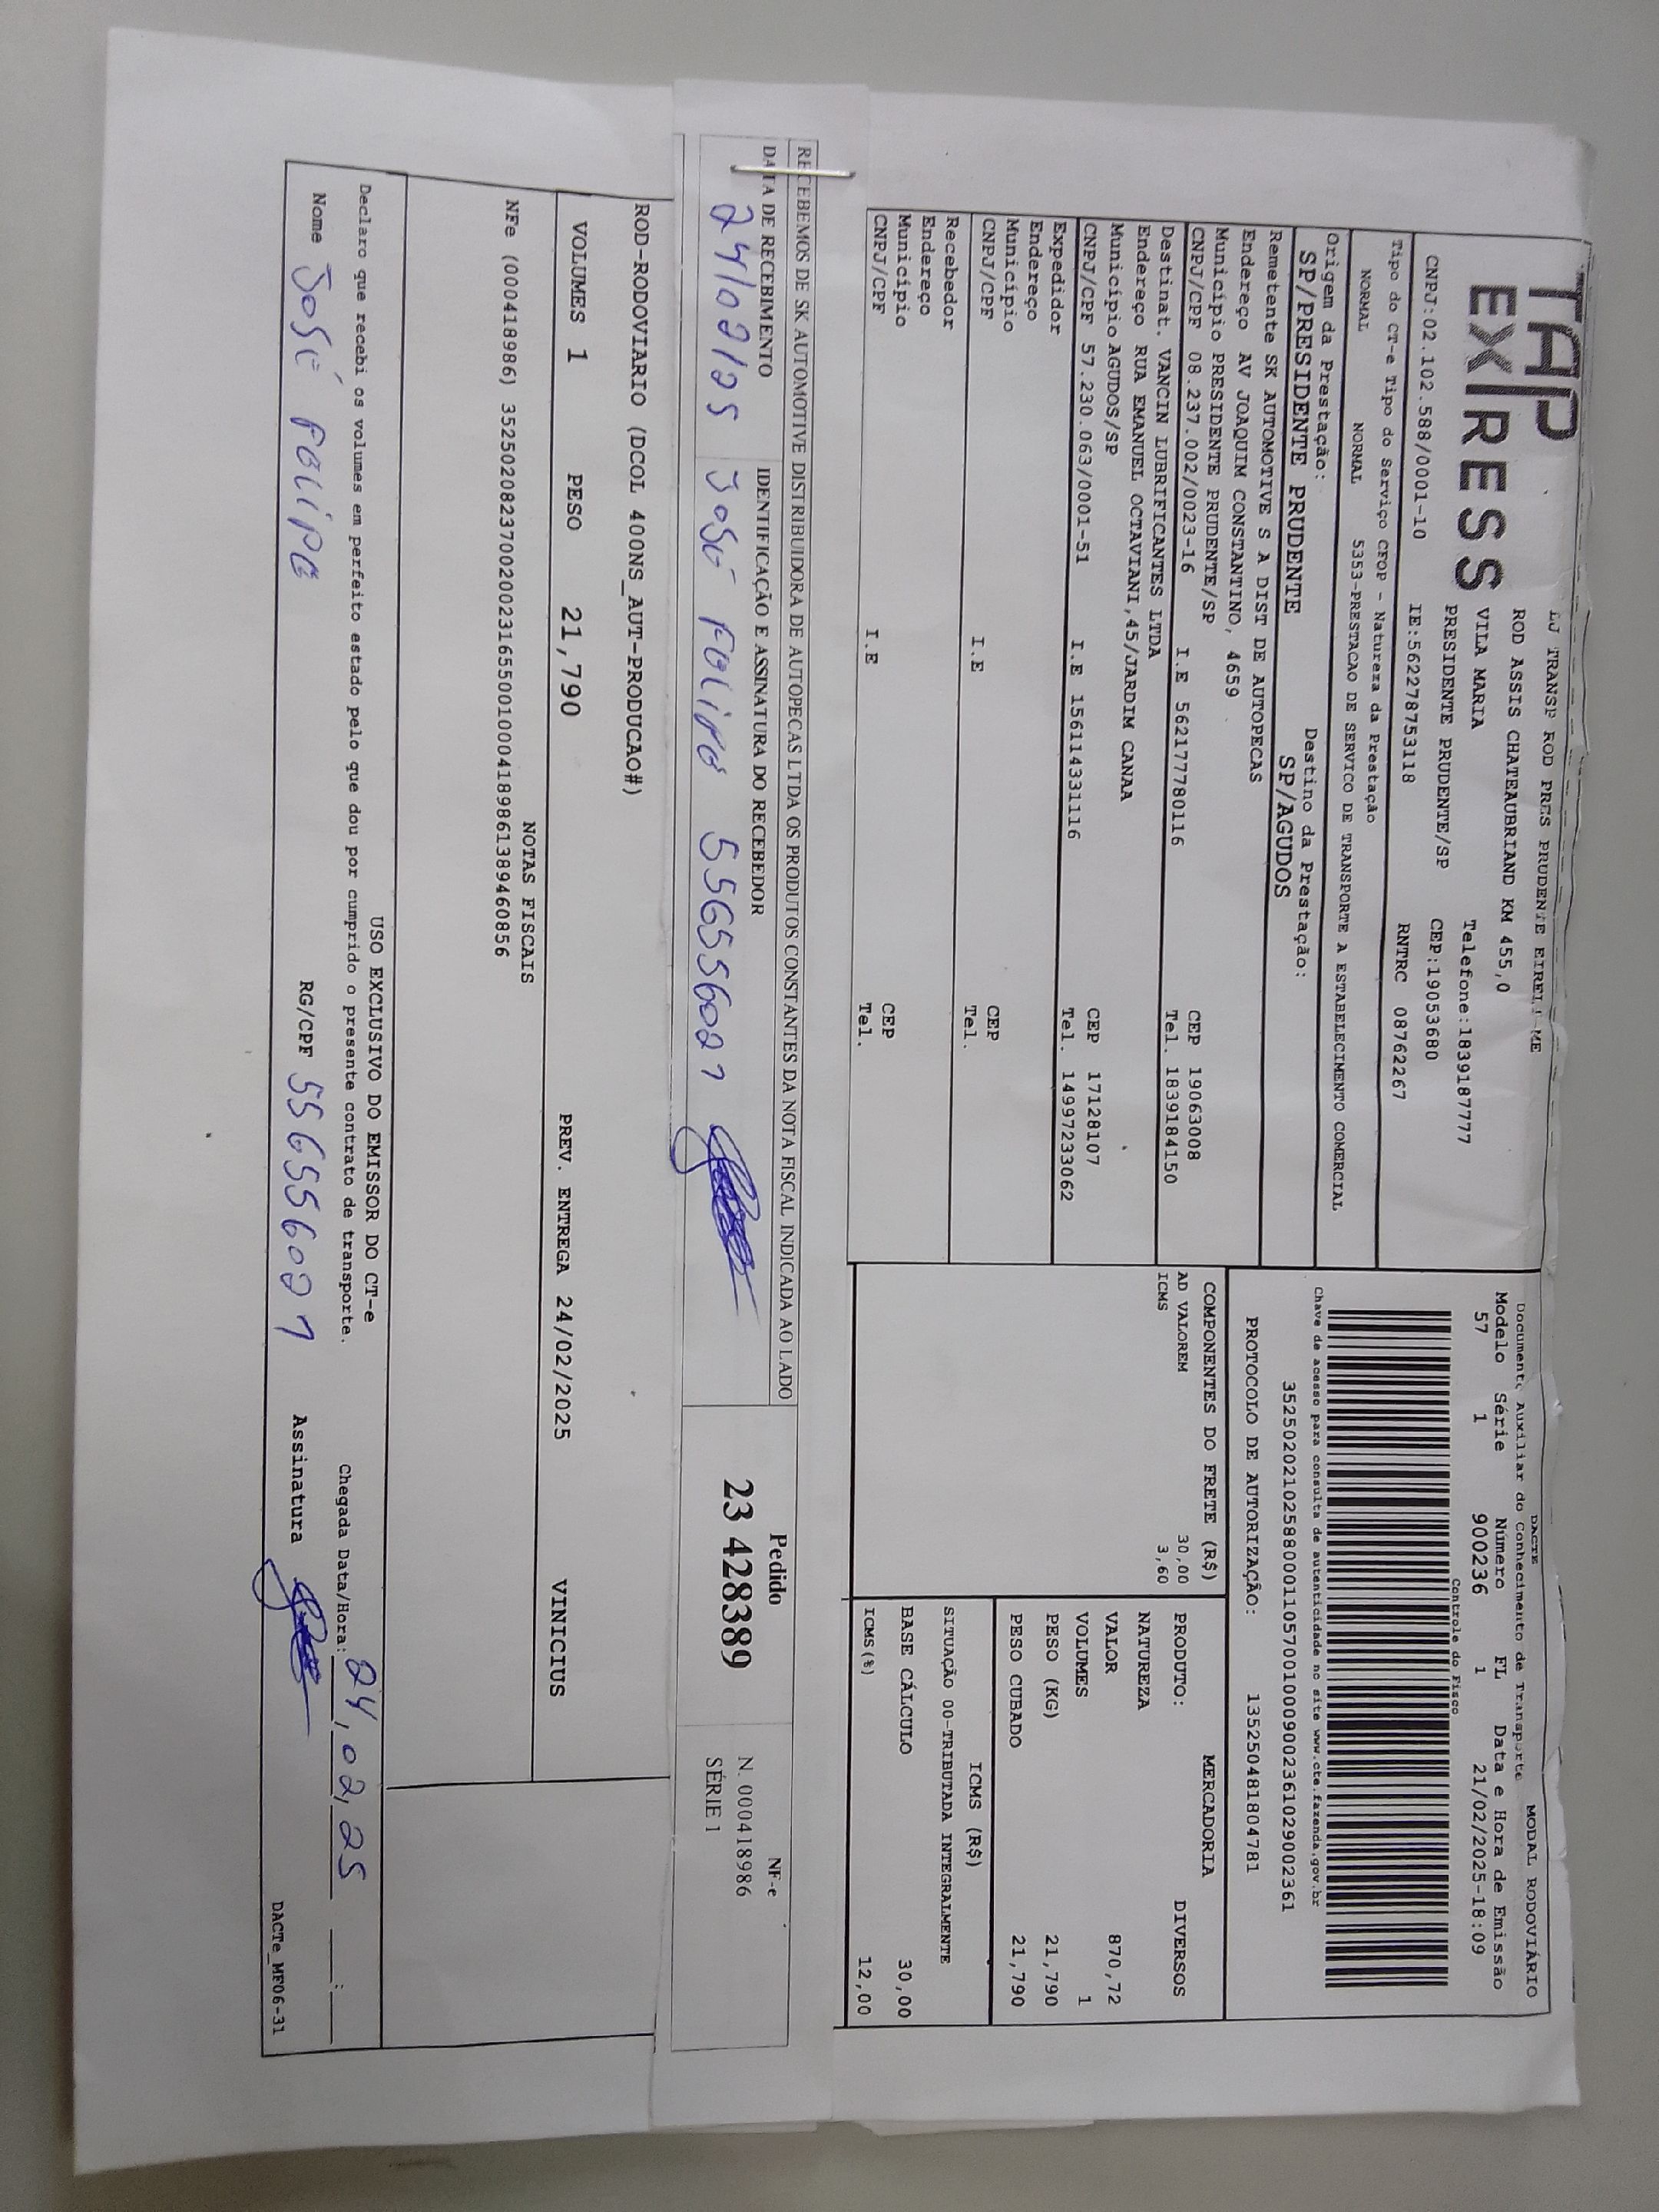 TAP
EXPRESS
LJ TRANSP ROD PRES PRUDENTE EIRELI ME
ROD ASSIS CHATEAUBRIAND KM 455,0
VILA MARIA Telefone:1839187777
PRESIDENTE PRUDENTE/SP CEP:19053680
CNPJ:02.102.588/0001-10 IE:562278753118 RNTRC 08762267
Tipo do CT-e Tipo do Serviço CFOP - Natureza da Prestação
NORMAL NORMAL 5353-PRESTACAO DE SERVICO DE TRANSPORTE A ESTABELECIMENTO COMERCIAL
Origem da Prestação: Destino da Prestação:
SP/PRESIDENTE PRUDENTE SP/AGUDOS
Remetente SK AUTOMOTIVE S A DIST DE AUTOPECAS
Endereço AV JOAQUIM CONSTANTINO, 4659
Município PRESIDENTE PRUDENTE/SP CEP 19063008
CNPJ/CPF 08.237.002/0023-16 I.E 562177780116 Tel. 1839184150
Destinat. VANCIN LUBRIFICANTES LTDA
Endereço RUA EMANUEL OCTAVIANI,45/JARDIM CANAA
Município AGUDOS/SP CEP 17128107
CNPJ/CPF 57.230.063/0001-51 I.E 156114331116 Tel. 14997233062
Expedidor
Endereço
Município CEP
CNPJ/CPF I.E Tel.
Recebedor
Endereço
Município CEP
CNPJ/CPF I.E Tel.
DACTE MODAL RODOVIÁRIO
Documento Auxiliar do Conhecimento de Transporte
Modelo Série Número FL Data e Hora de Emissão
57 1 900236 1 21/02/2025-18:09
Controle do Fisco
Chave de acesso para consulta de autenticidade no site www.cte.fazenda.gov.br
35250202102588000110570010009002361029002361
PROTOCOLO DE AUTORIZAÇÃO: 135250481804781
COMPONENTES DO FRETE (R$)
AD VALOREM 30,00
ICMS 3,60
MERCADORIA
PRODUTO: DIVERSOS
NATUREZA
VALOR 870,72
VOLUMES 1
PESO (KG) 21,790
PESO CUBADO 21,790
ICMS (R$)
SITUAÇÃO 00-TRIBUTADA INTEGRALMENTE
BASE CÁLCULO 30,00
ICMS(%) 12,00
RECEBEMOS DE SK AUTOMOTIVE DISTRIBUIDORA DE AUTOPECAS LTDA OS PRODUTOS CONSTANTES DA NOTA FISCAL INDICADA AO LADO
DATA DE RECEBIMENTO IDENTIFICAÇÃO E ASSINATURA DO RECEBEDOR
24/02/25 José Felipe 556556021
Pedido
23 428389
NF-e
N. 000418986
SÉRIE 1
ROD-RODOVIARIO (DCOL 400NS_AUT-PRODUCAO#)
VOLUMES 1 PESO 21,790 PREV. ENTREGA 24/02/2025 VINICIUS
NOTAS FISCAIS
NFe (000418986) 35250208237002002316550010004189861389460856
USO EXCLUSIVO DO EMISSOR DO CT-e
Declaro que recebi os volumes em perfeito estado pelo que dou por cumprido o presente contrato de transporte. Chegada Data/Hora: 24,02,25 :
Nome José Felipe RG/CPF 556556021 Assinatura
DACTe_MF06-31